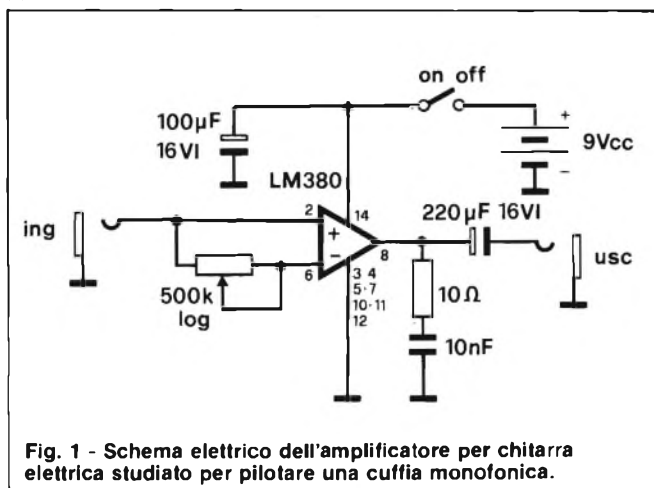 on off
100µF
16Vl
+
9Vcc
-
LM380
220µF 16Vl
ing
2
14
+
-
8
6
usc
3 4
5·7
10·11
12
500k
log
10Ω
10nF
Fig. 1 - Schema elettrico dell'amplificatore per chitarra
elettrica studiato per pilotare una cuffia monofonica.